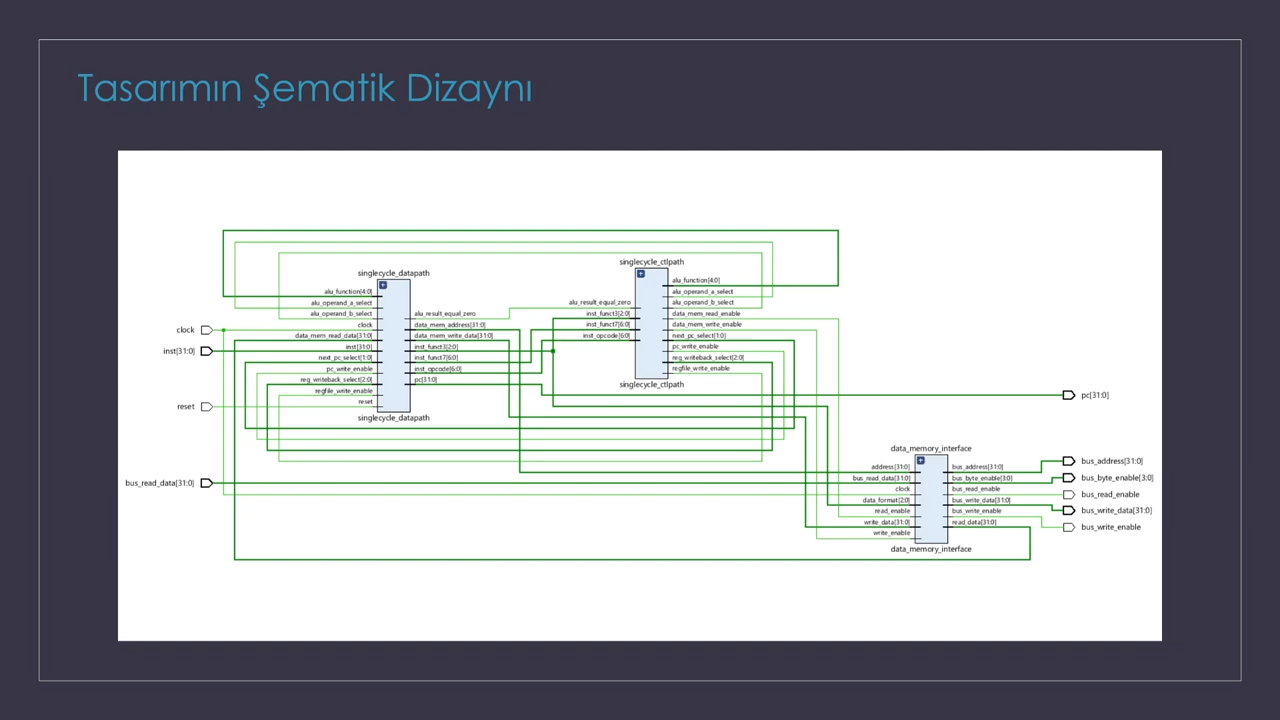 Tasarımın Şematik Dizaynı
clock
inst[31:0]
reset
bus_read_data[31:0]
singlecycle_datapath
alu_function[4:0]
alu_operand_a_select
alu_operand_b_select
clock
data_mem_read_data[31:0]
inst[31:0]
next_pc_select[1:0]
pc_write_enable
reg_writeback_select[2:0]
regfile_write_enable
reset
alu_result_equal_zero
data_mem_address[31:0]
data_mem_write_data[31:0]
inst_funct3[2:0]
inst_funct7[6:0]
inst_opcode[6:0]
pc[31:0]
singlecycle_datapath
singlecycle_ctlpath
alu_result_equal_zero
inst_funct3[2:0]
inst_funct7[6:0]
inst_opcode[6:0]
alu_function[4:0]
alu_operand_a_select
alu_operand_b_select
data_mem_read_enable
data_mem_write_enable
next_pc_select[1:0]
pc_write_enable
reg_writeback_select[2:0]
regfile_write_enable
singlecycle_ctlpath
data_memory_interface
address[31:0]
bus_read_data[31:0]
clock
data_format[2:0]
read_enable
write_data[31:0]
write_enable
bus_address[31:0]
bus_byte_enable[3:0]
bus_read_enable
bus_write_data[31:0]
bus_write_enable
read_data[31:0]
data_memory_interface
pc[31:0]
bus_address[31:0]
bus_byte_enable[3:0]
bus_read_enable
bus_write_data[31:0]
bus_write_enable